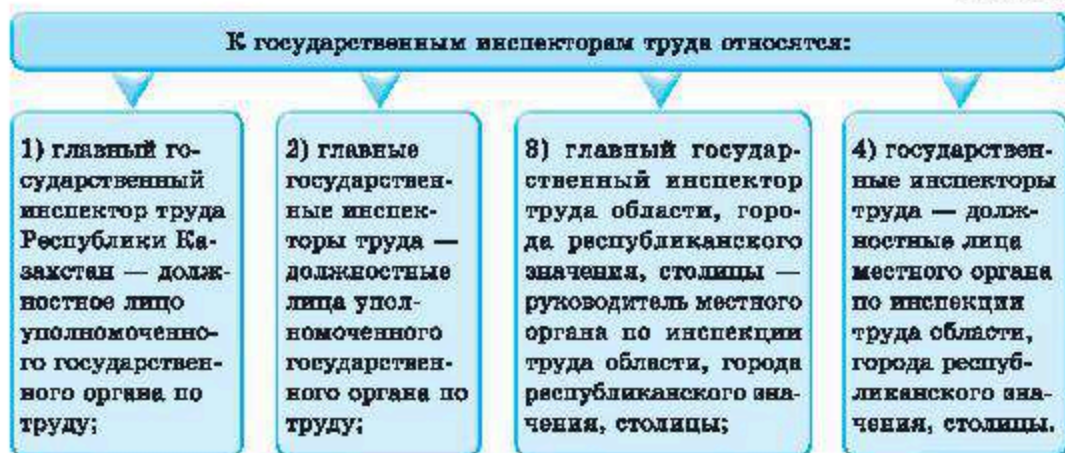 К государственным инспекторам труда относятся:
1) главный го-
сударственный
инспектор труда
Республики Ка-
захстан — долж-
ностное лицо
уполномоченно-
го государствен-
ного органа по
труду;
2) главные
государствен-
ные инспек-
торы труда —
должностные
лица упол-
номоченного
государствен-
ного органа по
труду;
3) главный государ-
ственный инспектор
труда области, горо-
да республиканского
значения, столицы —
руководитель местного
органа по инспекции
труда области, города
республиканского зна-
чения, столицы;
4) государствен-
ные инспекторы
труда — долж-
ностные лица
местного органа
по инспекции
труда области,
города респуб-
ликанского зна-
чения, столицы.